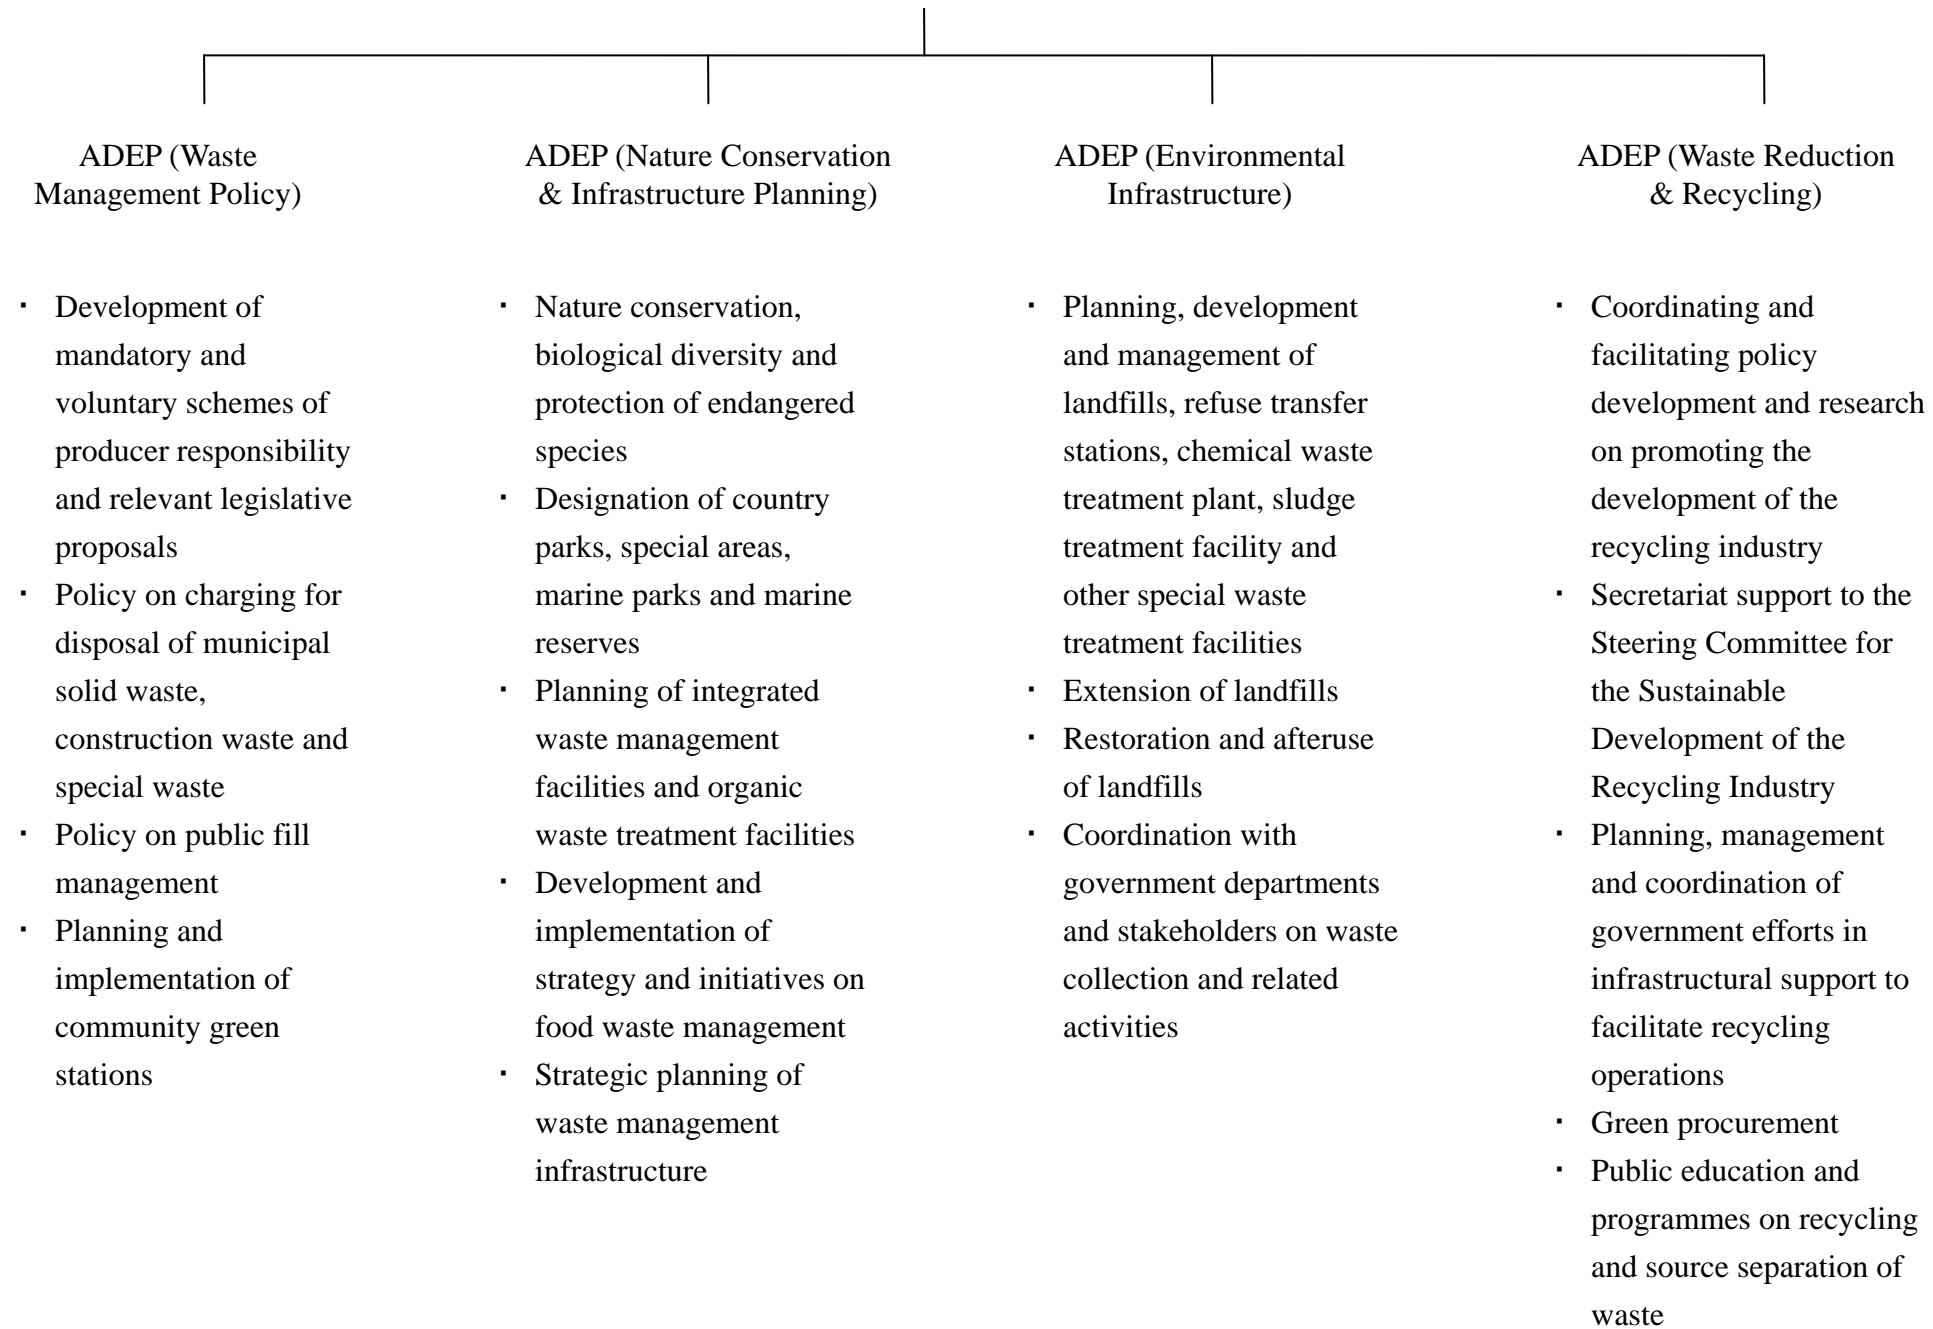 ADEP (Waste
Management Policy)
▪ Development of
mandatory and
voluntary schemes of
producer responsibility
and relevant legislative
proposals
▪ Policy on charging for
disposal of municipal
solid waste,
construction waste and
special waste
▪ Policy on public fill
management
▪ Planning and
implementation of
community green
stations
ADEP (Nature Conservation
& Infrastructure Planning)
▪ Nature conservation,
biological diversity and
protection of endangered
species
▪ Designation of country
parks, special areas,
marine parks and marine
reserves
▪ Planning of integrated
waste management
facilities and organic
waste treatment facilities
▪ Development and
implementation of
strategy and initiatives on
food waste management
▪ Strategic planning of
waste management
infrastructure
ADEP (Environmental
Infrastructure)
▪ Planning, development
and management of
landfills, refuse transfer
stations, chemical waste
treatment plant, sludge
treatment facility and
other special waste
treatment facilities
▪ Extension of landfills
▪ Restoration and afteruse
of landfills
▪ Coordination with
government departments
and stakeholders on waste
collection and related
activities
ADEP (Waste Reduction
& Recycling)
▪ Coordinating and
facilitating policy
development and research
on promoting the
development of the
recycling industry
▪ Secretariat support to the
Steering Committee for
the Sustainable
Development of the
Recycling Industry
▪ Planning, management
and coordination of
government efforts in
infrastructural support to
facilitate recycling
operations
▪ Green procurement
▪ Public education and
programmes on recycling
and source separation of
waste